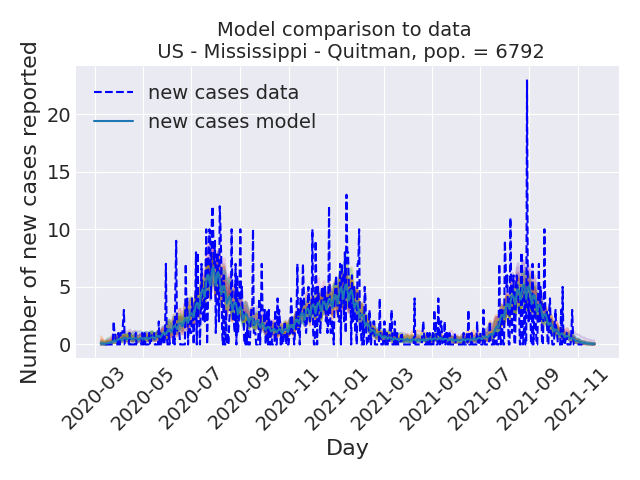 Model comparison to data
US - Mississippi - Quitman, pop. = 6792
Number of new cases reported
20
15
10
5
0
new cases data
new cases model
2020-03
2020-05
2020-07
2020-09
2020-11
2021-01
2021-03
2021-05
2021-07
2021-09
2021-11
Day